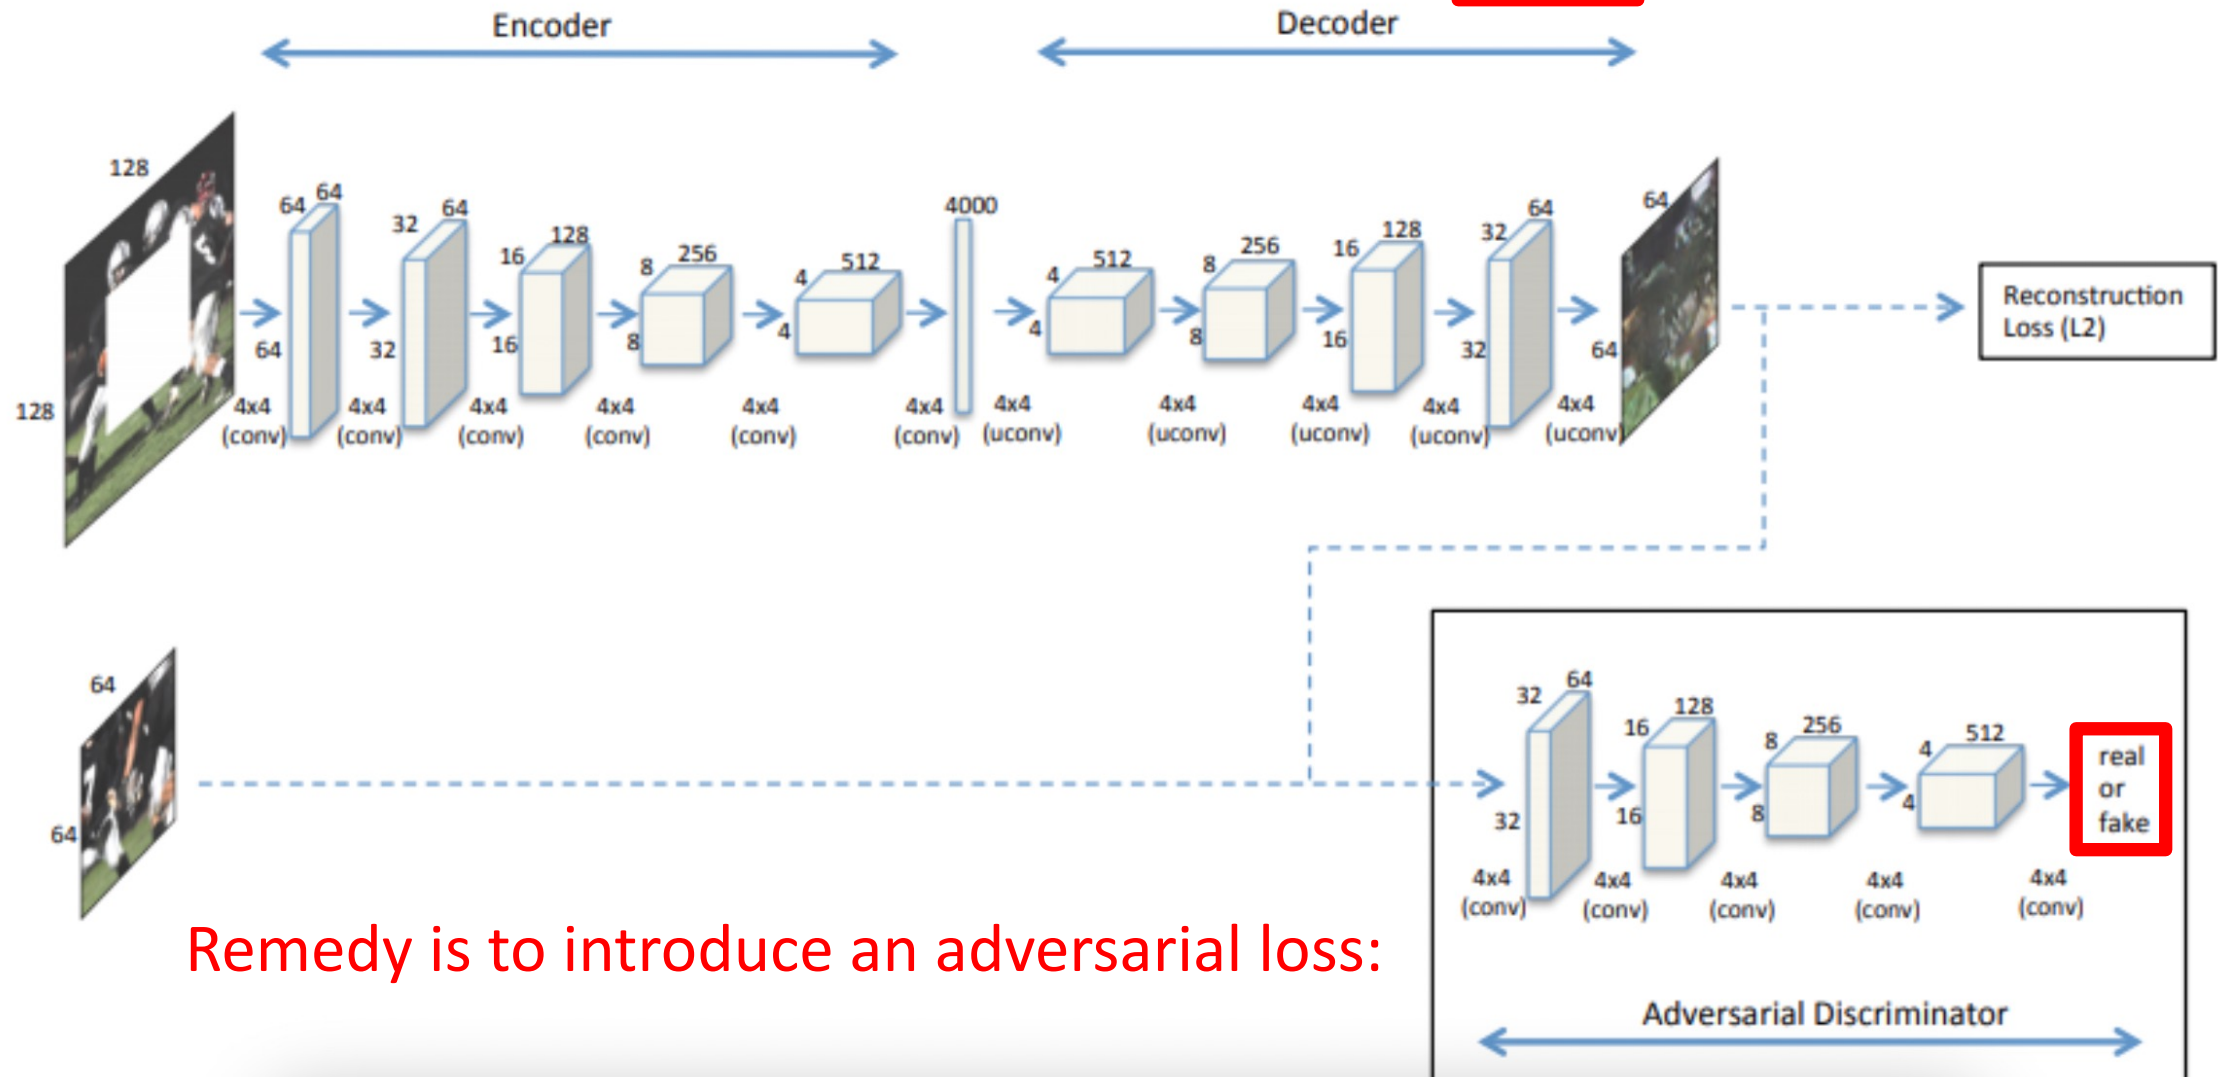 Encoder
Decoder
128
128
64 64
64
32 64
32
16 128
16
8 256
8
4 512
4
4000
4 512
4
8 256
8
16 128
16
32 64
32
64
64
4x4
(conv)
4x4
(conv)
4x4
(conv)
4x4
(conv)
4x4
(conv)
4x4
(conv)
4x4
(uconv)
4x4
(uconv)
4x4
(uconv)
4x4
(uconv)
4x4
(uconv)
Reconstruction
Loss (L2)
64
64
32 64
32
16 128
16
8 256
8
4 512
4
real
or
fake
4x4
(conv)
4x4
(conv)
4x4
(conv)
4x4
(conv)
4x4
(conv)
Remedy is to introduce an adversarial loss:
Adversarial Discriminator